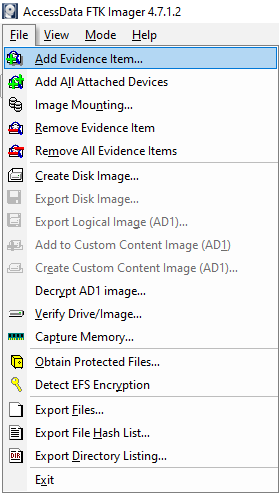 AccessData FTK Imager 4.7.1.2
File View Mode Help
Add Evidence Item...
Add All Attached Devices
Image Mounting...
Remove Evidence Item
Remove All Evidence Items
Create Disk Image...
Export Disk Image...
Export Logical Image (AD1)...
Add to Custom Content Image (AD1)
Create Custom Content Image (AD1)...
Decrypt AD1 image...
Verify Drive/Image...
Capture Memory...
Obtain Protected Files...
Detect EFS Encryption
Export Files...
Export File Hash List...
DIR Export Directory Listing...
Exit